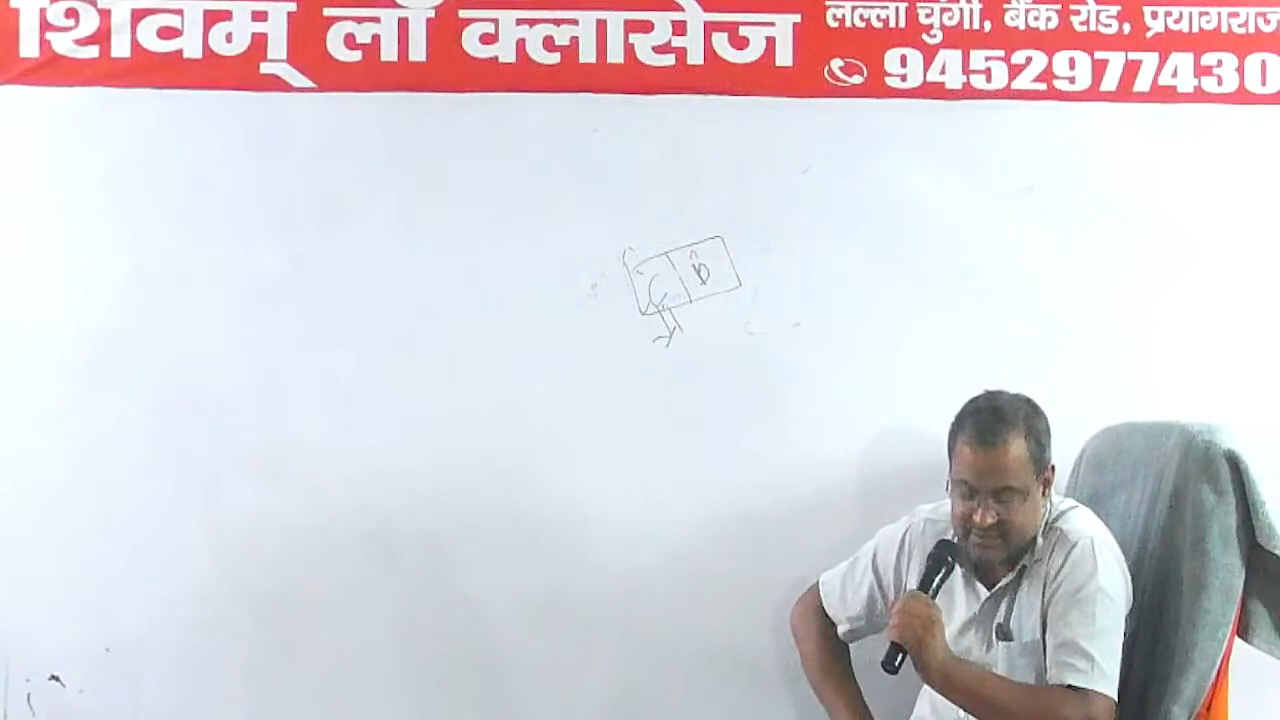 शिवम् लॉ क्लासेज
लल्ला चुंगी, बैंक रोड, प्रयागराज
9452977430
C D